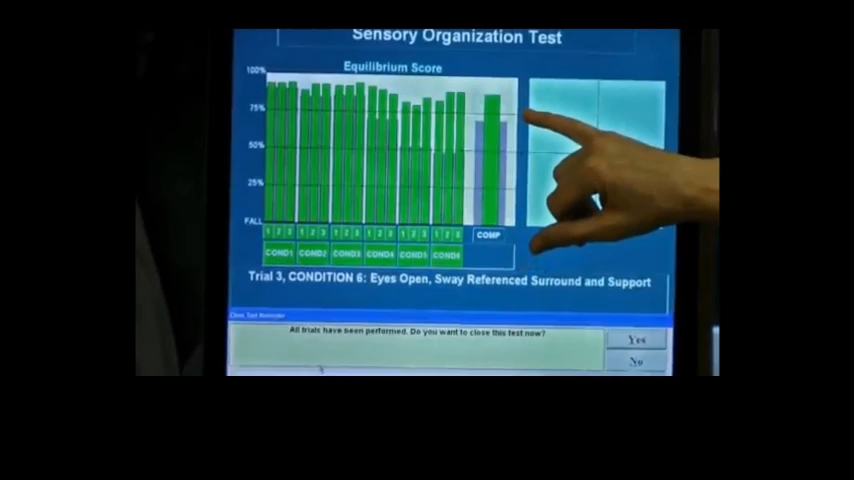 Sensory Organization Test
Equilibrium Score
100%
75%
50%
25%
FALL
1 2 3 1 2 3 1 2 3 1 2 3 1 2 3 1 2 3
COND1 COND2 COND3 COND4 COND5 COND6 COMP
Trial 3, CONDITION 6: Eyes Open, Sway Referenced Surround and Support
All trials have been performed. Do you want to close this test now?
Yes
No